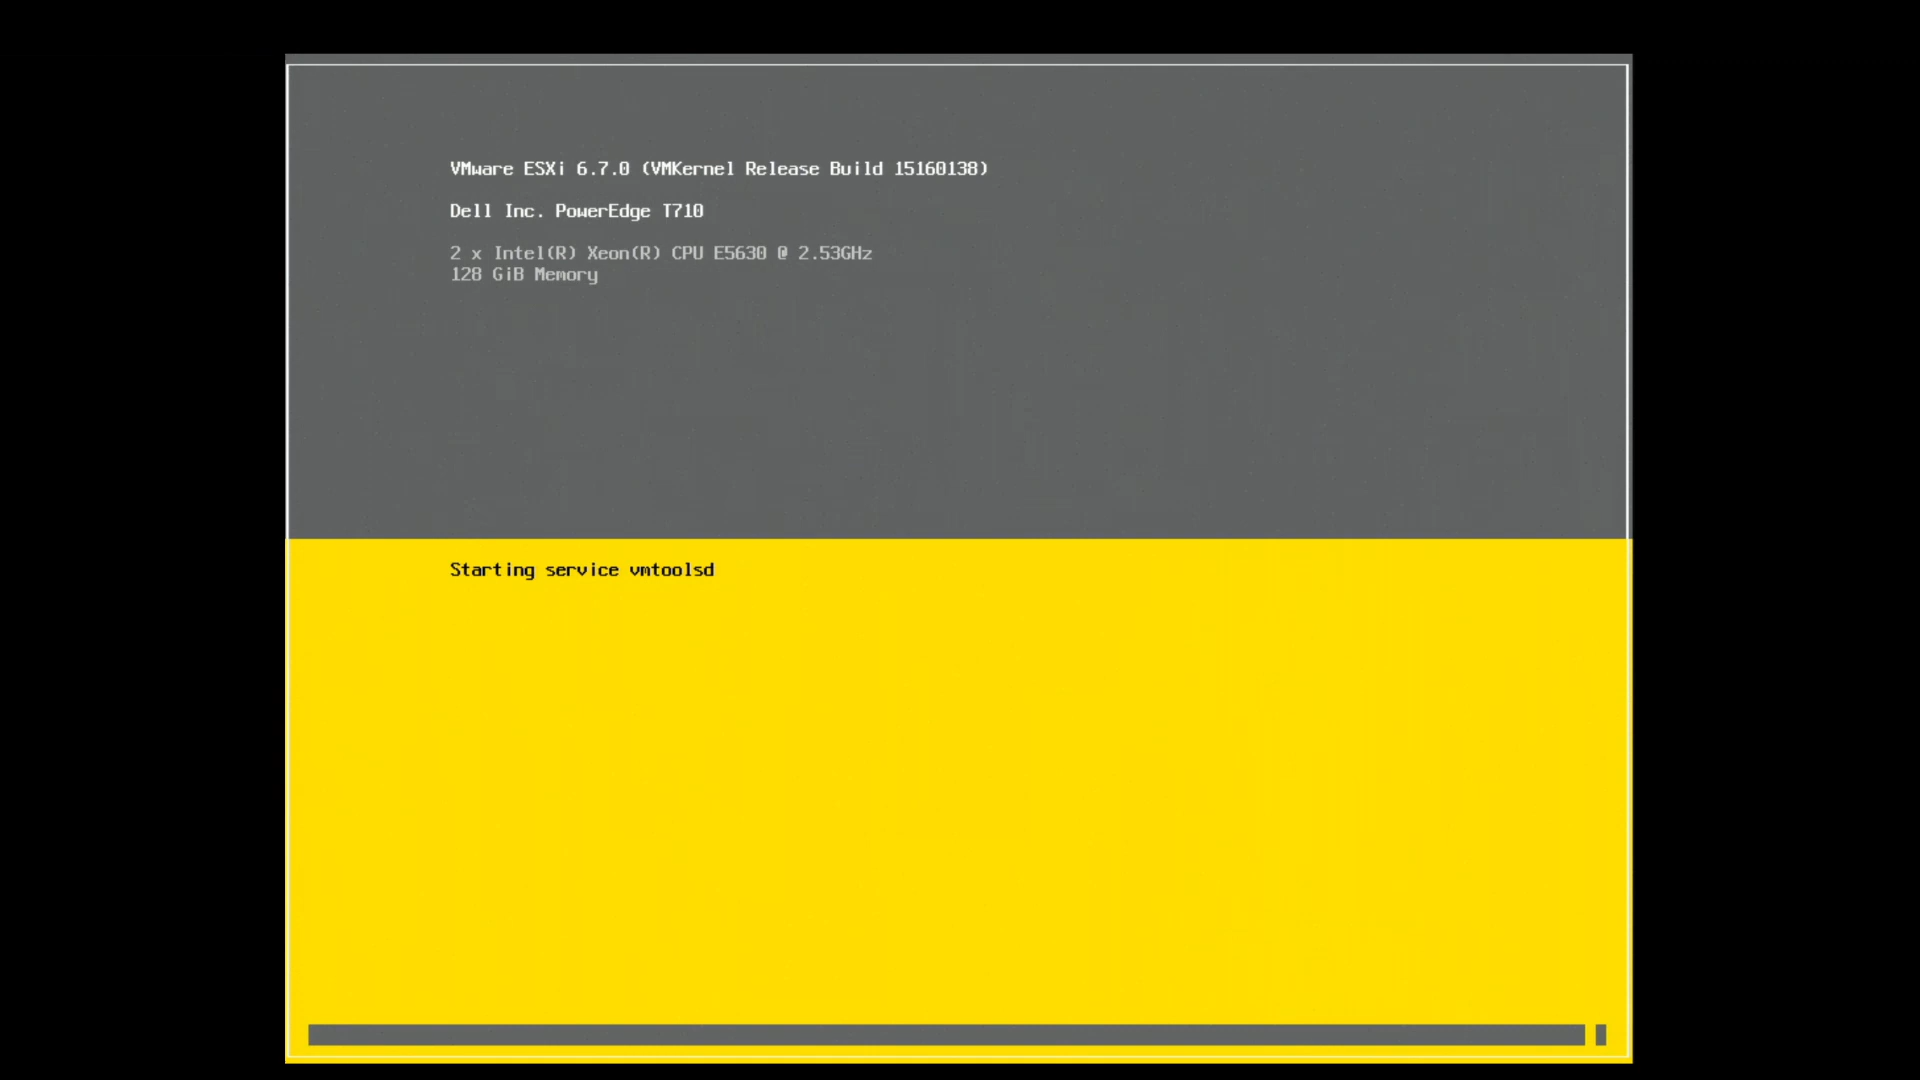 VMware ESXi 6.7.0 (VMKernel Release Build 15160138)
Dell Inc. PowerEdge T710
2 x Intel(R) Xeon(R) CPU E5630 @ 2.53GHz
128 GiB Memory
Starting service vmtoolsd